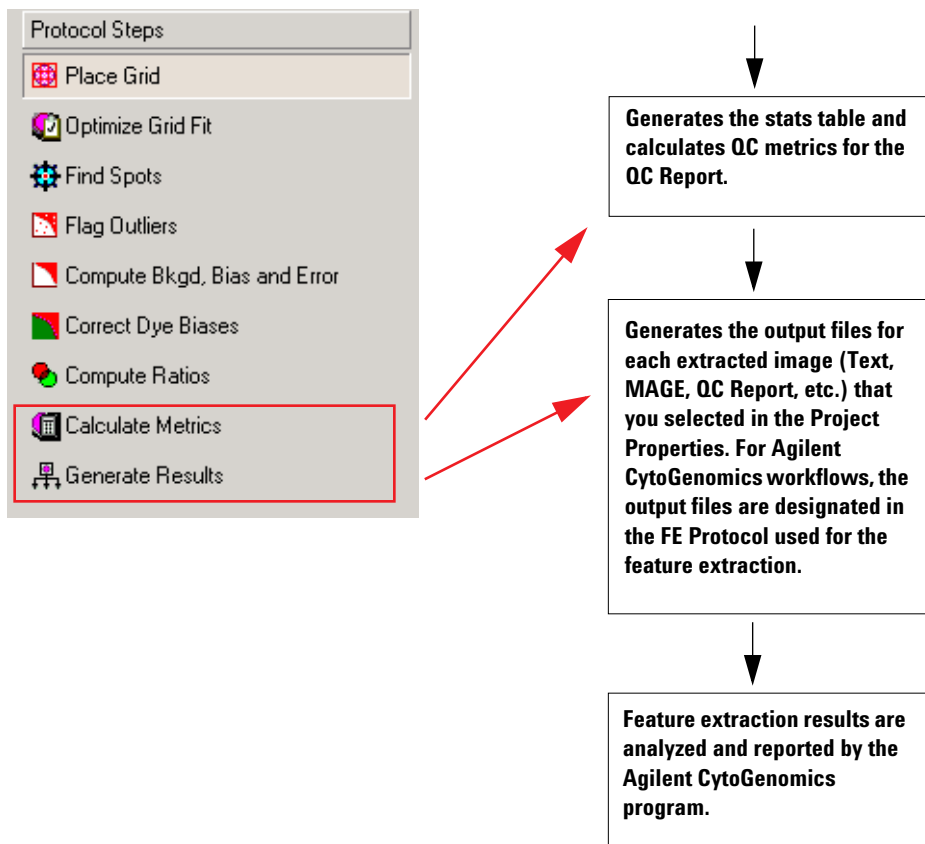 Protocol Steps
Place Grid
Optimize Grid Fit
Find Spots
Flag Outliers
Compute Bkgd, Bias and Error
Correct Dye Biases
Compute Ratios
Calculate Metrics
Generate Results
Generates the stats table and
calculates QC metrics for the
QC Report.
Generates the output files for
each extracted image (Text,
MAGE, QC Report, etc.) that
you selected in the Project
Properties. For Agilent
CytoGenomics workflows, the
output files are designated in
the FE Protocol used for the
feature extraction.
Feature extraction results are
analyzed and reported by the
Agilent CytoGenomics
program.